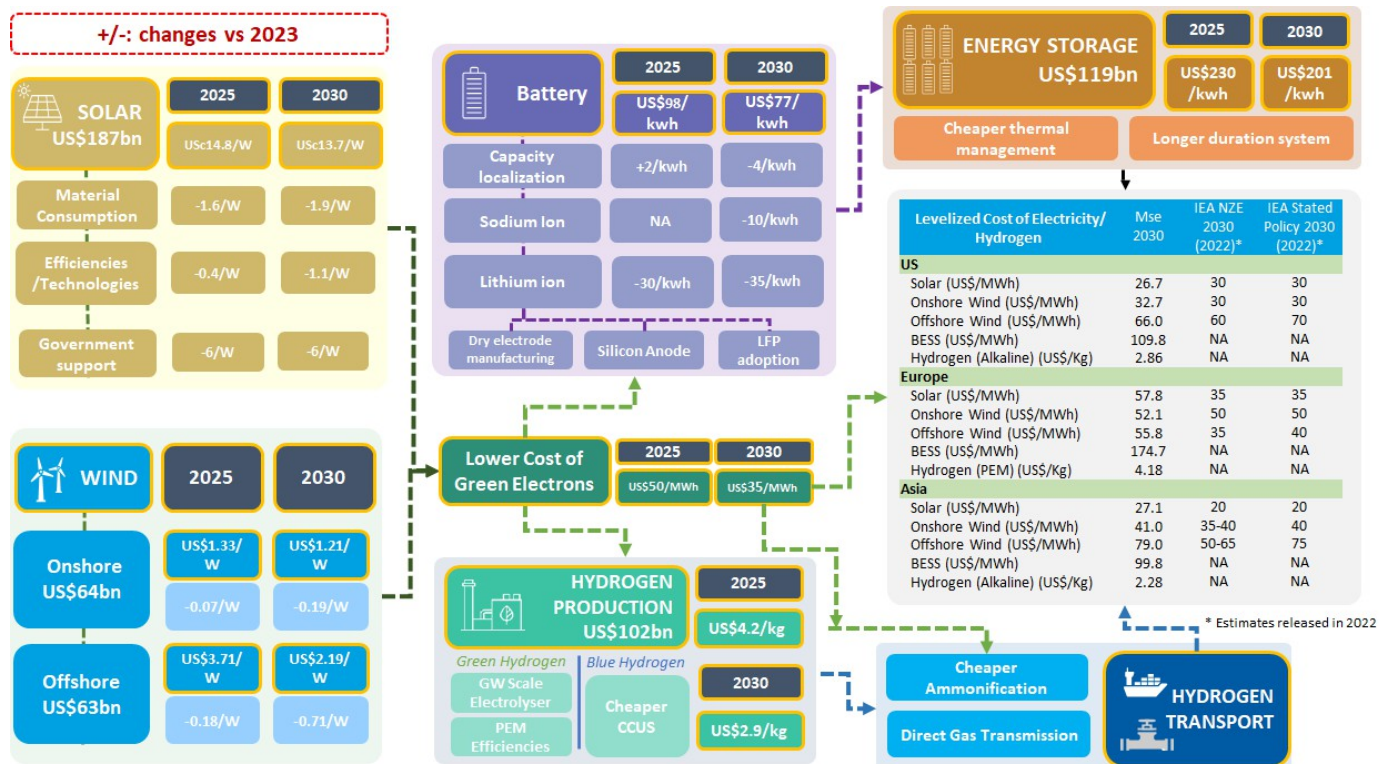 +/-: changes vs 2023
SOLAR
US$187bn
2025
2030
USc14.8/W
USc13.7/W
Material
Consumption
-1.6/W
-1.9/W
Efficiencies
/Technologies
-0.4/W
-1.1/W
Government
support
-6/W
-6/W
WIND
2025
2030
Onshore
US$64bn
US$1.33/
W
US$1.21/
W
-0.07/W
-0.19/W
Offshore
US$63bn
US$3.71/
W
US$2.19/
W
-0.18/W
-0.71/W
Battery
2025
2030
US$98/
kwh
US$77/
kwh
Capacity
localization
+2/kwh
-4/kwh
Sodium Ion
NA
-10/kwh
Lithium ion
-30/kwh
-35/kwh
Dry electrode
manufacturing
Silicon Anode
LFP
adoption
Lower Cost of
Green Electrons
2025
2030
US$50/MWh
US$35/MWh
HYDROGEN
PRODUCTION
US$102bn
2025
US$4.2/kg
Green Hydrogen
Blue Hydrogen
GW Scale
Electrolyser
PEM
Efficiencies
Cheaper
CCUS
2030
US$2.9/kg
ENERGY STORAGE
US$119bn
2025
2030
US$230
/kwh
US$201
/kwh
Cheaper thermal
management
Longer duration system
Levelized Cost of Electricity/
Hydrogen
Mse
2030
IEA NZE
2030
(2022)*
IEA Stated
Policy 2030
(2022)*
US
Solar (US$/MWh) 26.7 30 30
Onshore Wind (US$/MWh) 32.7 30 30
Offshore Wind (US$/MWh) 66.0 60 70
BESS (US$/MWh) 109.8 NA NA
Hydrogen (Alkaline) (US$/Kg) 2.86 NA NA
Europe
Solar (US$/MWh) 57.8 35 35
Onshore Wind (US$/MWh) 52.1 50 50
Offshore Wind (US$/MWh) 55.8 35 40
BESS (US$/MWh) 174.7 NA NA
Hydrogen (PEM) (US$/Kg) 4.18 NA NA
Asia
Solar (US$/MWh) 27.1 20 20
Onshore Wind (US$/MWh) 41.0 35-40 40
Offshore Wind (US$/MWh) 79.0 50-65 75
BESS (US$/MWh) 99.8 NA NA
Hydrogen (Alkaline) (US$/Kg) 2.28 NA NA
* Estimates released in 2022
Cheaper
Ammonification
Direct Gas Transmission
HYDROGEN
TRANSPORT